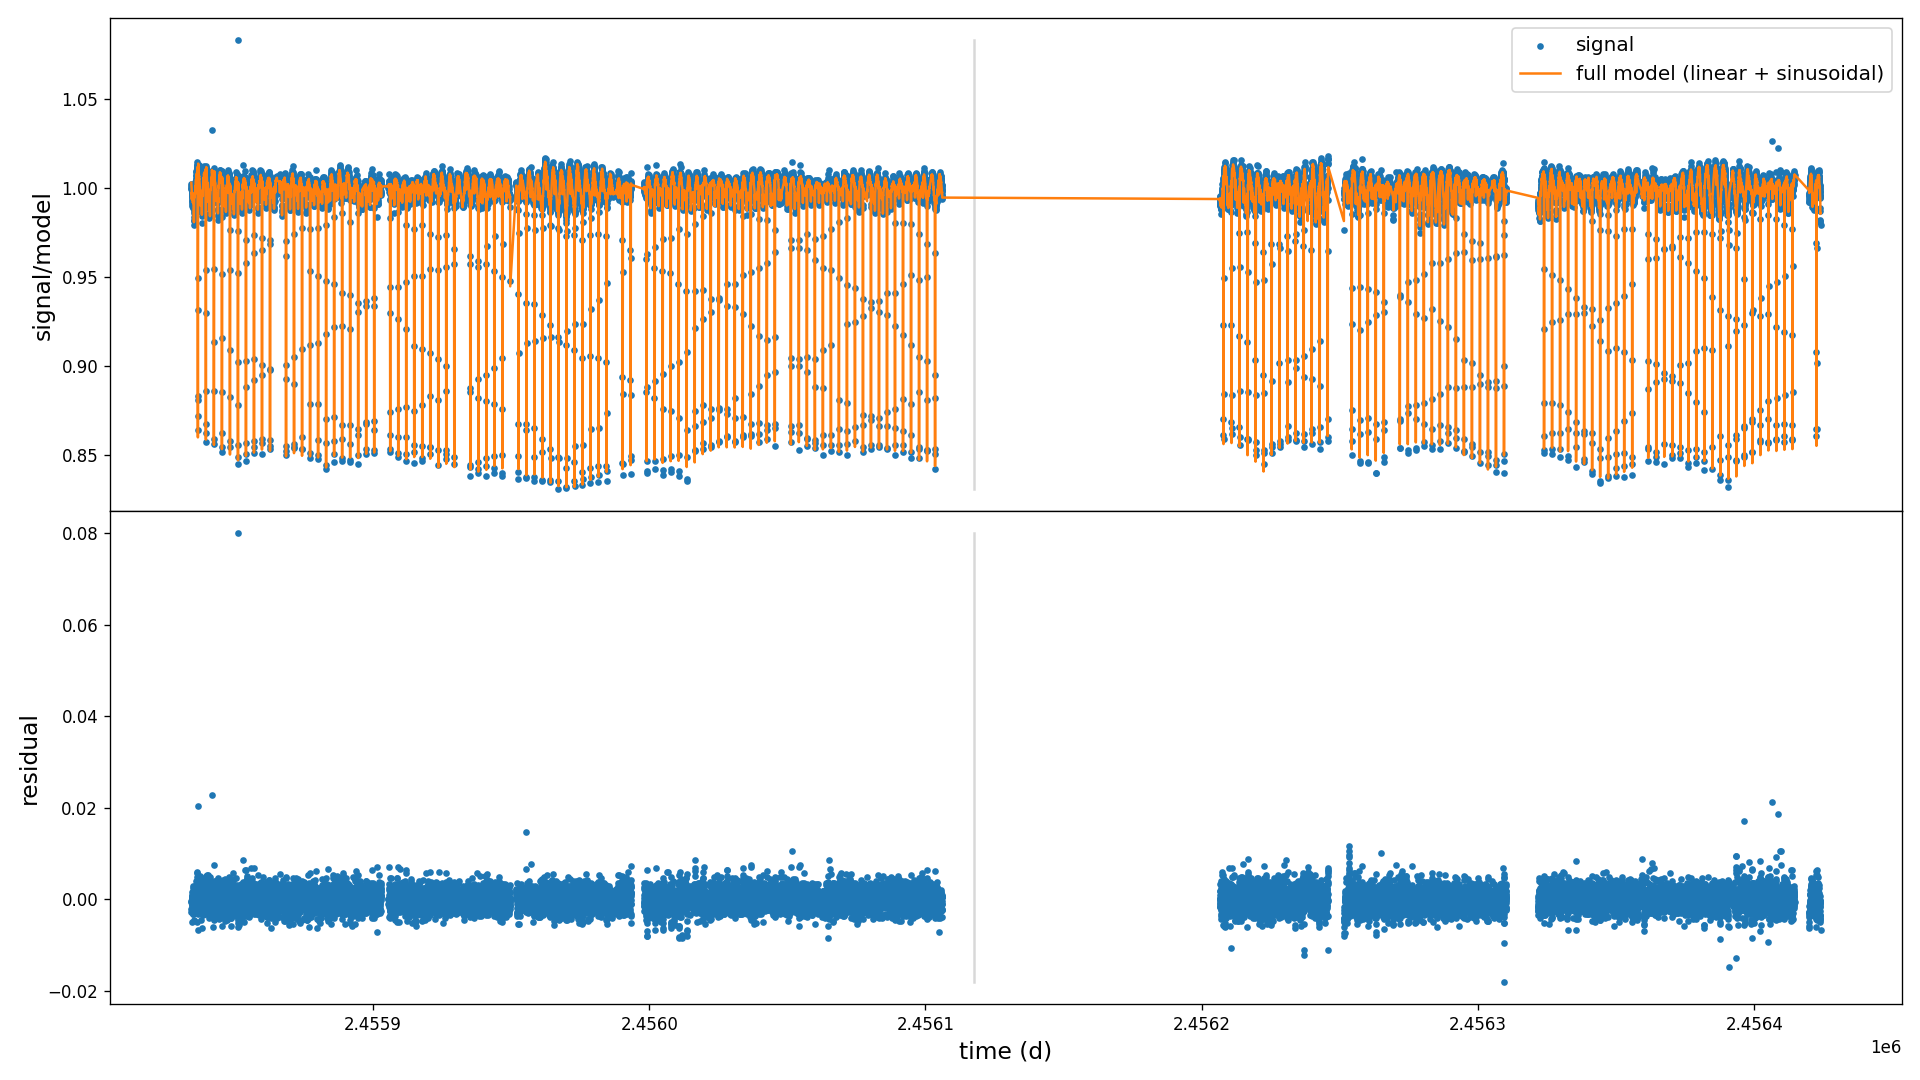 signal
full model (linear + sinusoidal)
signal/model
1.05
1.00
0.95
0.90
0.85
residual
0.08
0.06
0.04
0.02
0.00
−0.02
2.4559
2.4560
2.4561
2.4562
2.4563
2.4564
time (d)
1e6